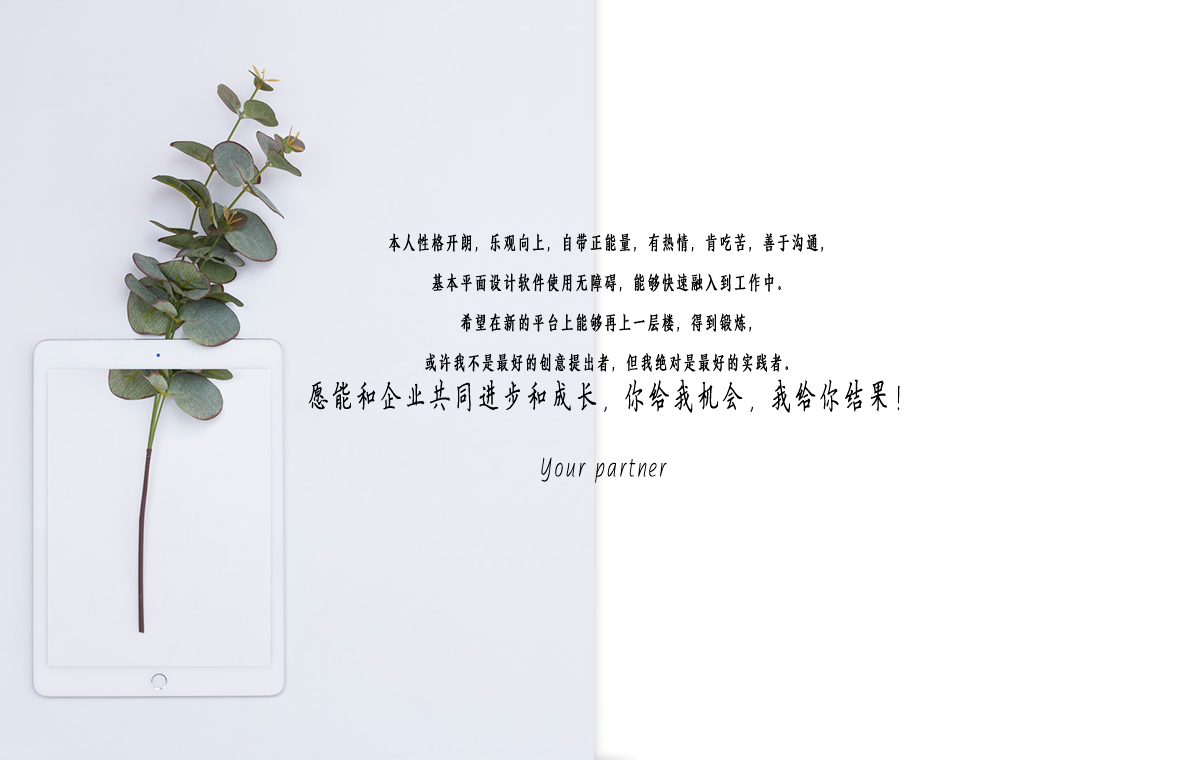 本人性格开朗，乐观向上，自带正能量，有热情，肯吃苦，善于沟通，
基本平面设计软件使用无障碍，能够快速融入到工作中。
希望在新的平台上能够再上一层楼，得到锻炼，
或许我不是最好的创意提出者，但我绝对是最好的实践者。
愿能和企业共同进步和成长，你给我机会，我给你结果！
Your partner